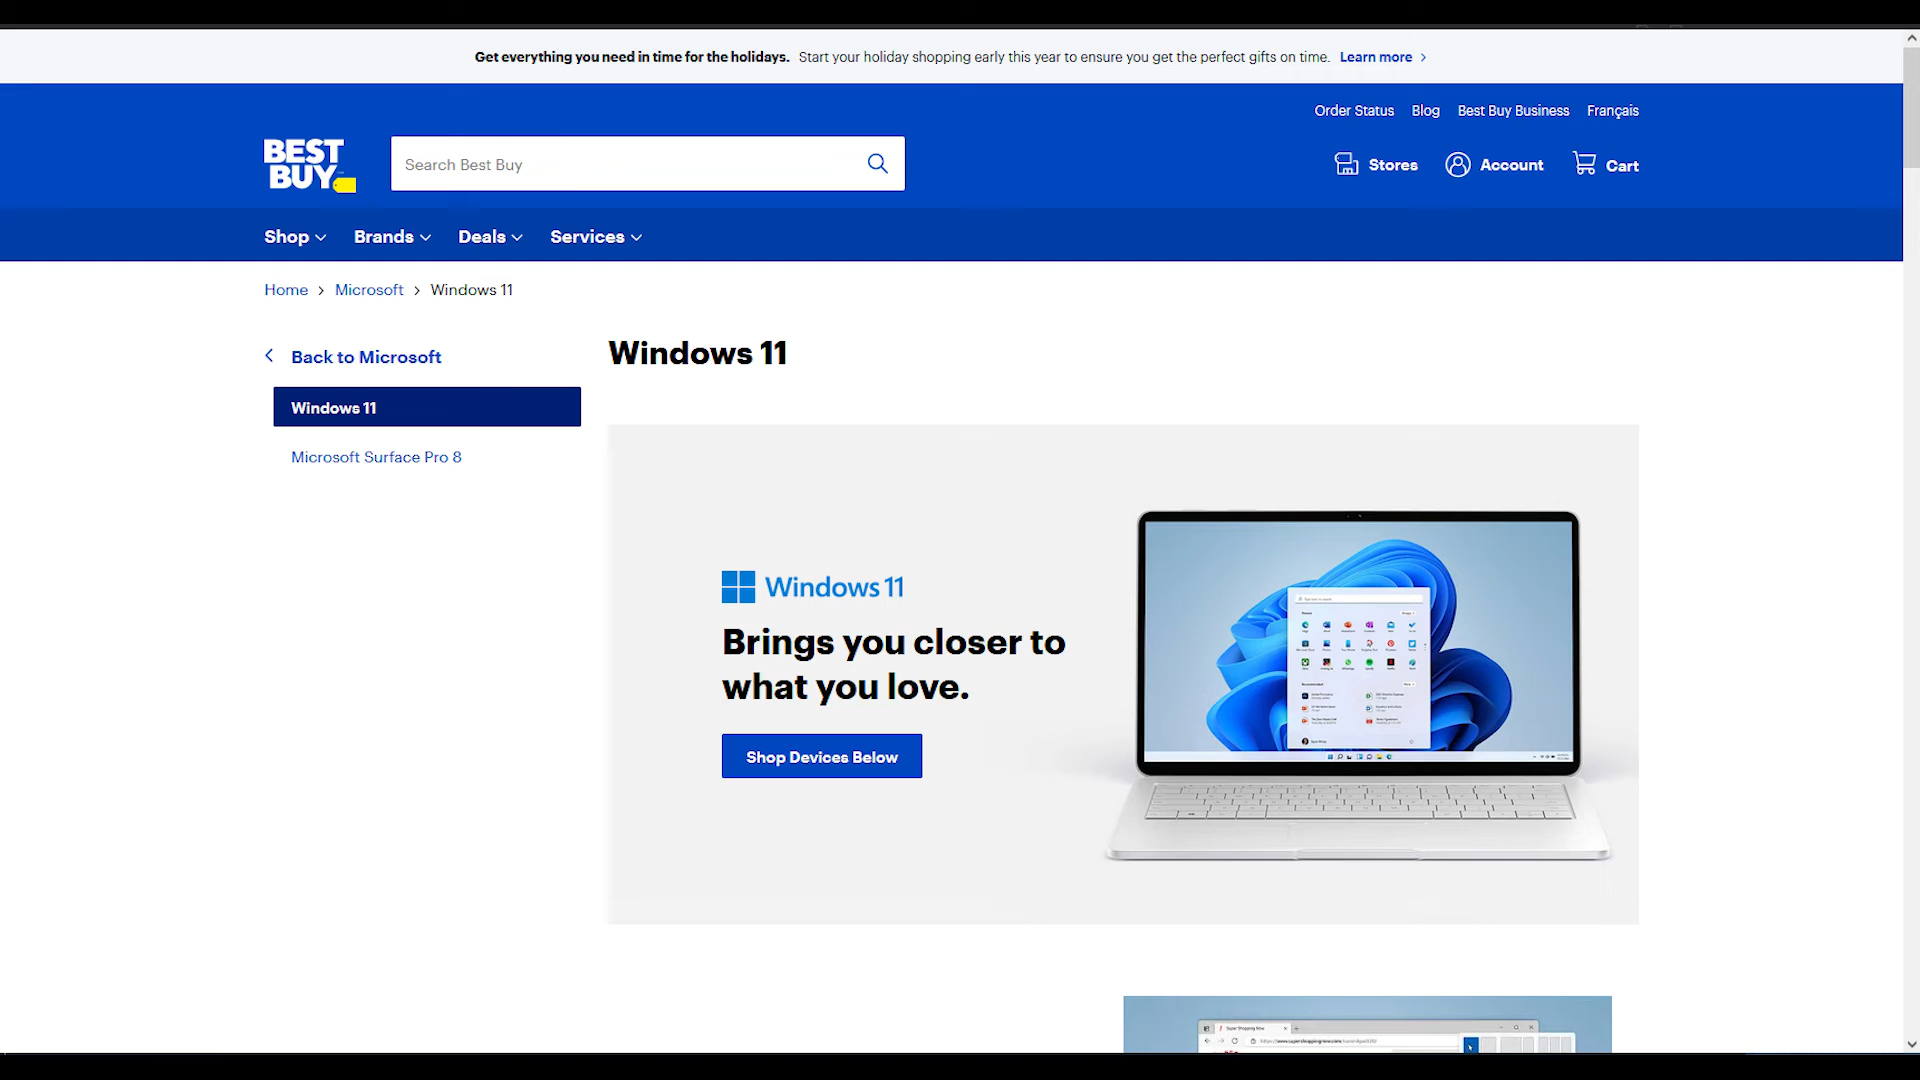 Get everything you need in time for the holidays. Start your holiday shopping early this year to ensure you get the perfect gifts on time. Learn more
Order Status Blog Best Buy Business Français
BEST
BUY
Search Best Buy
Stores Account Cart
Shop Brands Deals Services
Home > Microsoft > Windows 11
Back to Microsoft
Windows 11
Microsoft Surface Pro 8
Windows 11
Windows 11
Brings you closer to
what you love.
Shop Devices Below
Super Shopping Now